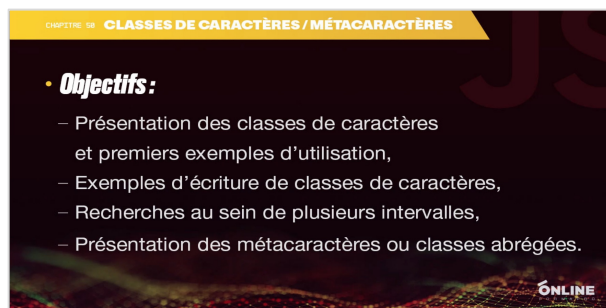 CHAPITRE 58 CLASSES DE CARACTÈRES / MÉTACARACTÈRES
JS
• Objectifs :
– Présentation des classes de caractères
et premiers exemples d'utilisation,
– Exemples d'écriture de classes de caractères,
– Recherches au sein de plusieurs intervalles,
– Présentation des métacaractères ou classes abrégées.
ONLINE